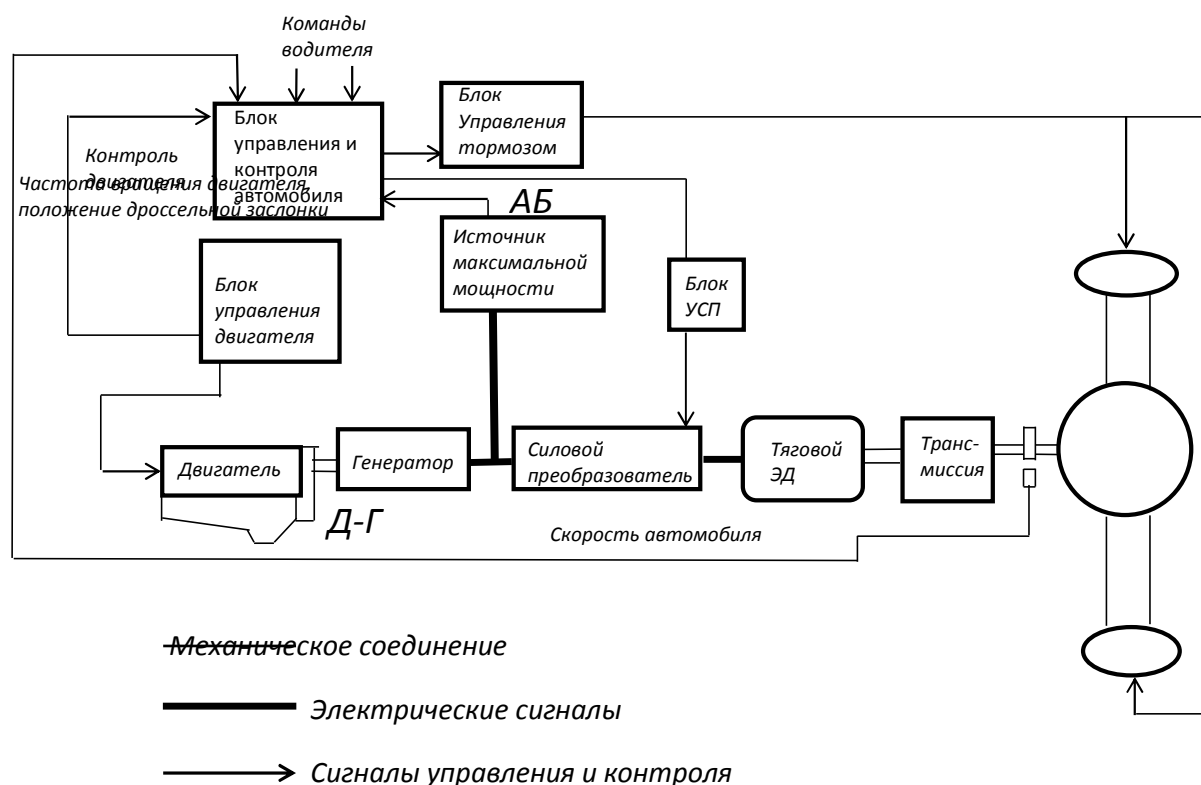 Команды
водителя
Блок
управления и
контроля
автомобиля
Блок
Управления
тормозом
Контроль
двигателя
Частота вращения двигателя,
положение дроссельной заслонки
АБ
Источник
максимальной
мощности
Блок
УСП
Блок
управления
двигателя
Двигатель
Генератор
Силовой
преобразователь
Тяговой
ЭД
Транс-
миссия
Д-Г
Скорость автомобиля
Механическое соединение
Электрические сигналы
Сигналы управления и контроля